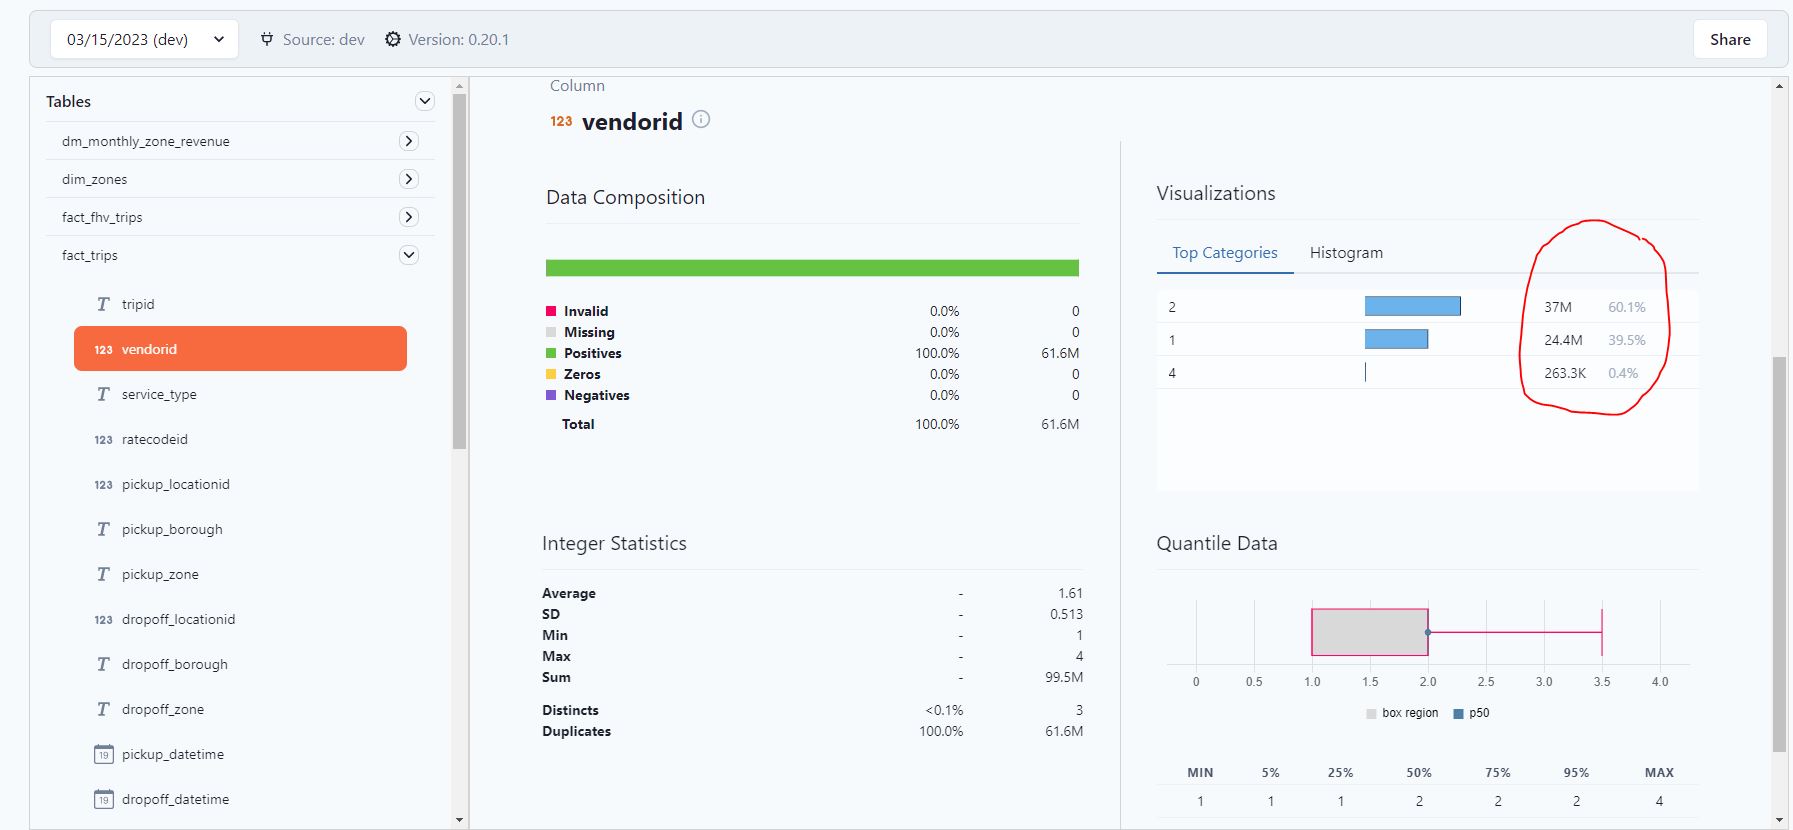 03/15/2023 (dev) Source: dev Version: 0.20.1 Share
Tables
dm_monthly_zone_revenue
dim_zones
fact_fhv_trips
fact_trips
T tripid
123 vendorid
T service_type
123 ratecodeid
123 pickup_locationid
T pickup_borough
T pickup_zone
123 dropoff_locationid
T dropoff_borough
T dropoff_zone
19 pickup_datetime
19 dropoff_datetime
Column
123 vendorid
Data Composition
Invalid 0.0% 0
Missing 0.0% 0
Positives 100.0% 61.6M
Zeros 0.0% 0
Negatives 0.0% 0
Total 100.0% 61.6M
Integer Statistics
Average - 1.61
SD - 0.513
Min - 1
Max - 4
Sum - 99.5M
Distincts <0.1% 3
Duplicates 100.0% 61.6M
Visualizations
Top Categories Histogram
2 37M 60.1%
1 24.4M 39.5%
4 263.3K 0.4%
Quantile Data
0 0.5 1.0 1.5 2.0 2.5 3.0 3.5 4.0
box region p50
MIN 5% 25% 50% 75% 95% MAX
1 1 1 2 2 2 4